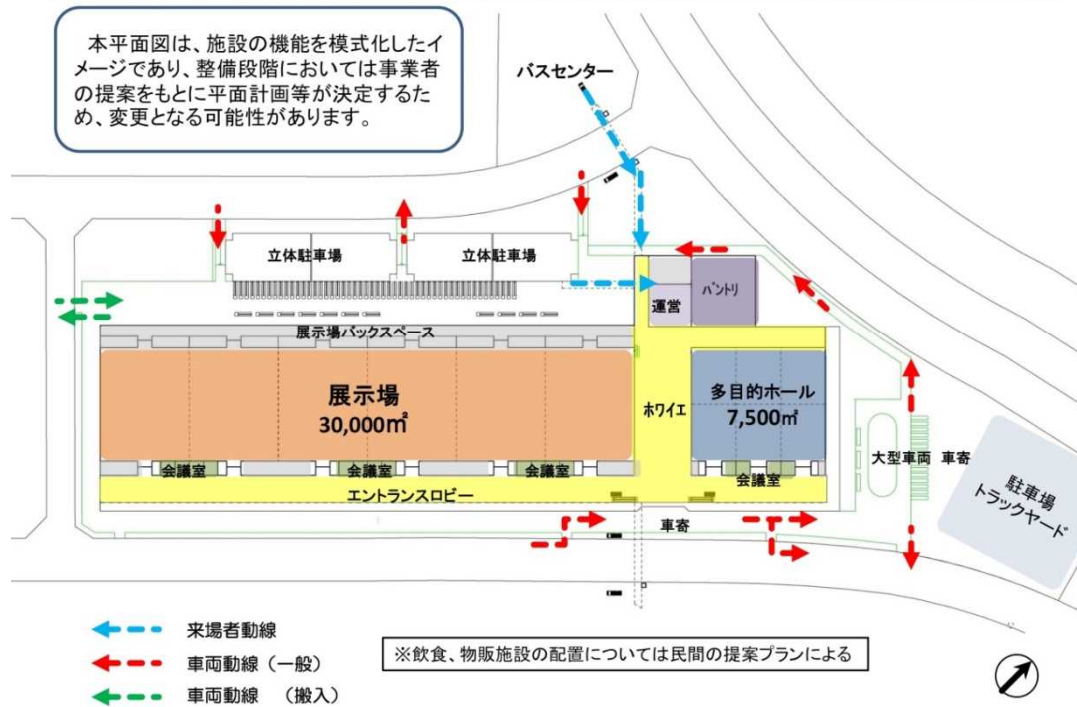 本平面図は、施設の機能を模式化したイ
メージであり、整備段階においては事業者
の提案をもとに平面計画等が決定するた
め、変更となる可能性があります。
バスセンター
立体駐車場
立体駐車場
運営
パントリ
展示場バックスペース
展示場
30,000㎡
ホワイエ
多目的ホール
7,500㎡
会議室
会議室
会議室
会議室
大型車両 車寄
駐車場
トラックヤード
エントランスロビー
車寄
来場者動線
車両動線（一般）
車両動線 （搬入）
※飲食、物販施設の配置については民間の提案プランによる